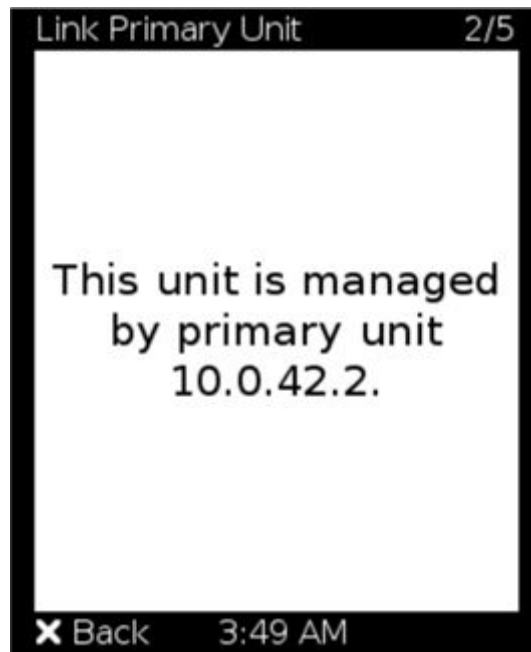 Link Primary Unit 2/5
This unit is managed
by primary unit
10.0.42.2.
Back 3:49 AM